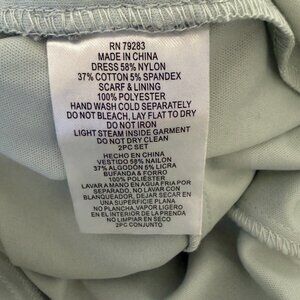 RN 79283
MADE IN CHINA
DRESS 58% NYLON
37% COTTON 5% SPANDEX
SCARF & LINING
100% POLYESTER
HAND WASH COLD SEPARATELY
DO NOT BLEACH, LAY FLAT TO DRY
DO NOT IRON
LIGHT STEAM INSIDE GARMENT
DO NOT DRY CLEAN
2PC SET
HECHO EN CHINA
VESTIDO 58% NAILON
37% ALGODÓN 5% LICRA
BUFANDA & FORRO
100% POLIÉSTER
LAVAR A MANO EN AGUA FRIA POR
SEPARADO, NO LAVAR CON
BLANQUEADOR, DEJAR SECAR EN
UNA SUPERFICIE PLANA
NO PLANCHA, VAPOR LIGERO
EN EL INTERIOR DE LA PRENDA
NO LIMPIAR EN SECO
2PC CONJUNTO